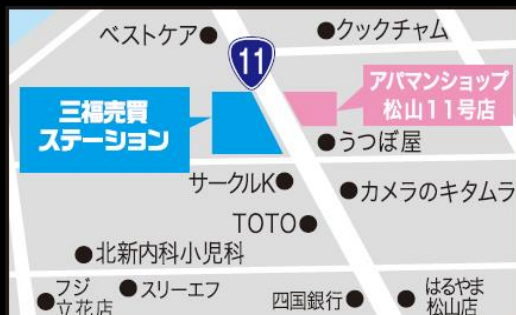 ベストケア
クックチャム
11
アパマンショップ
松山11号店
三福売買
ステーション
うつぼ屋
サークルK
カメラのキタムラ
TOTO
北新内科小児科
フジ
立花店
スリーエフ
四国銀行
はるやま
松山店